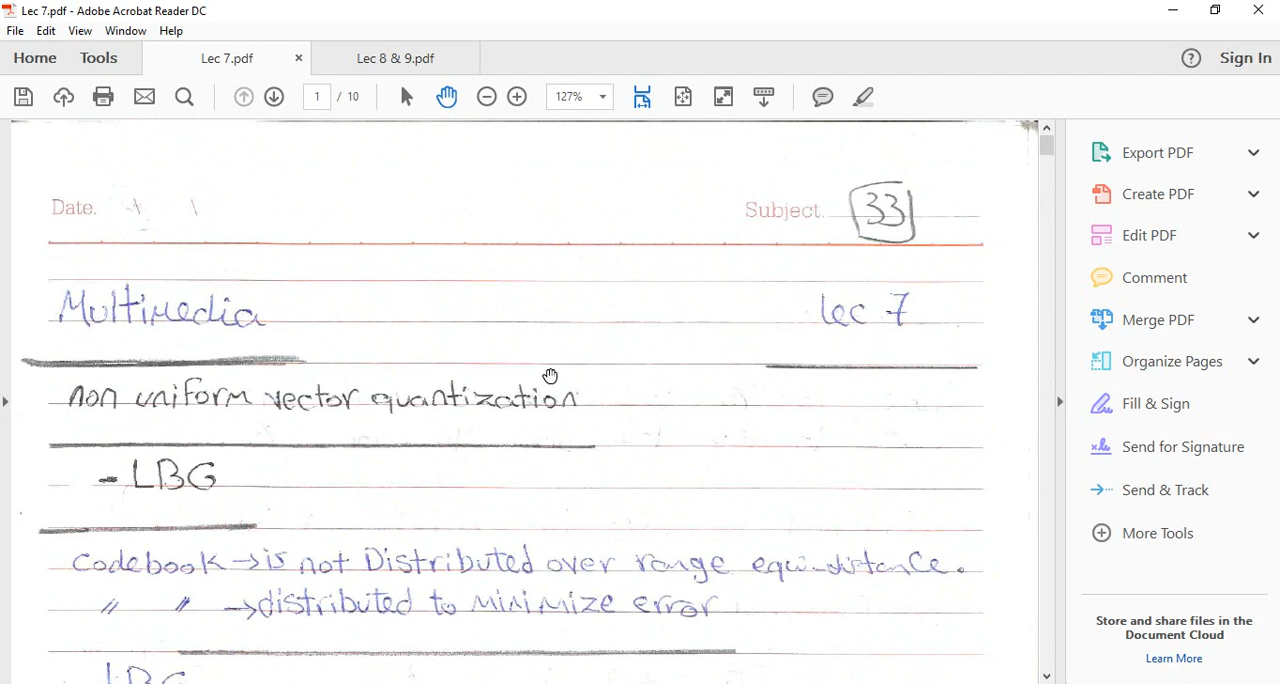 Lec 7.pdf - Adobe Acrobat Reader DC
File Edit View Window Help
Home Tools Lec 7.pdf × Lec 8 & 9.pdf Sign In
1 / 10 127%
Date. \ \ Subject. 33
Multimedia Lec 7
non uniform vector quantization
- LBG
Codebook → is not Distributed over range equi-distance.
〃 〃 → distributed to minimize error
LBG
Export PDF
Create PDF
Edit PDF
Comment
Merge PDF
Organize Pages
Fill & Sign
Send for Signature
Send & Track
More Tools
Store and share files in the
Document Cloud
Learn More